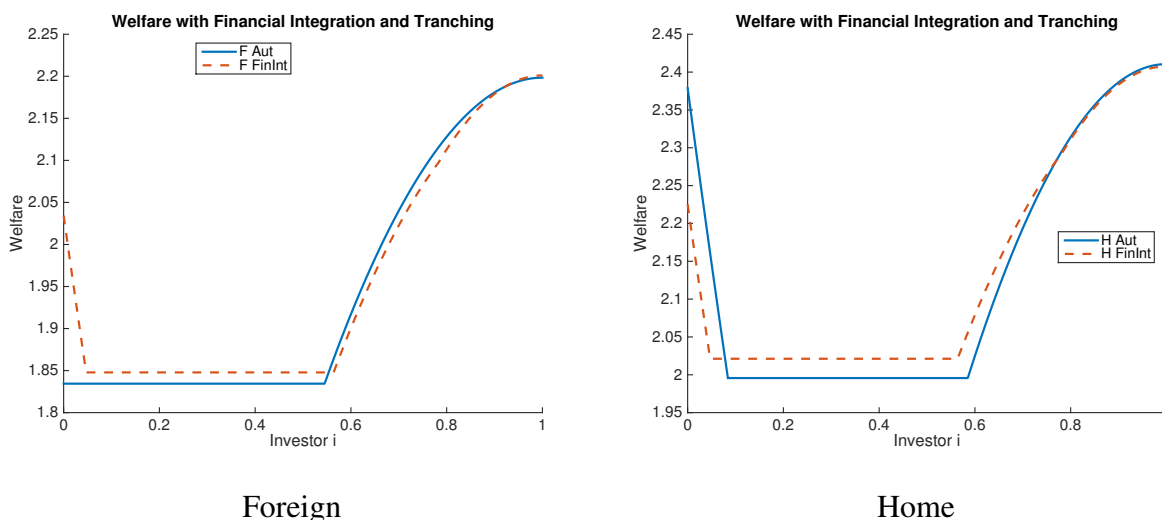 Welfare with Financial Integration and Tranching
2.25
2.2
2.15
2.1
2.05
2
1.95
1.9
1.85
1.8
Welfare
F Aut
F FinInt
0
0.2
0.4
0.6
0.8
1
Investor i
Foreign
Welfare with Financial Integration and Tranching
2.45
2.4
2.35
2.3
2.25
2.2
2.15
2.1
2.05
2
1.95
Welfare
H Aut
H FinInt
0
0.2
0.4
0.6
0.8
Investor i
Home